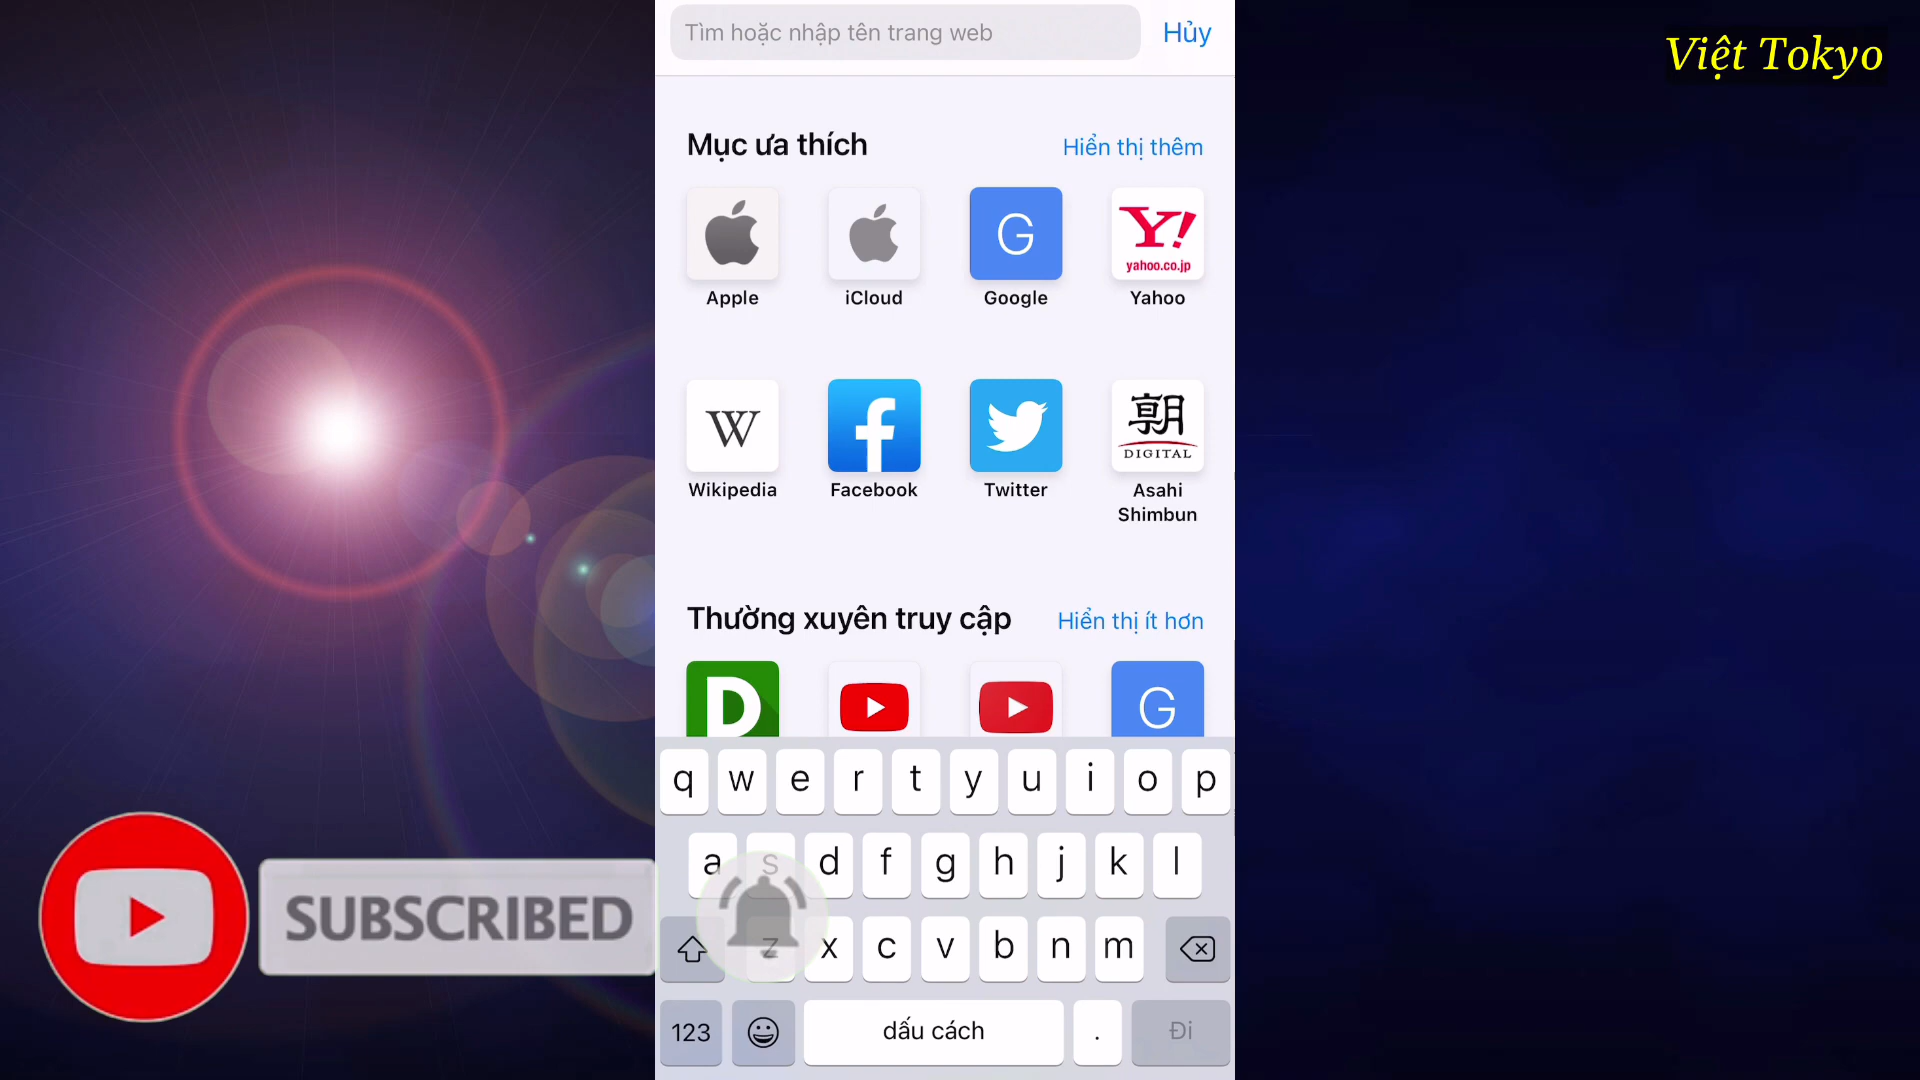 Tìm hoặc nhập tên trang web
Hủy
Việt Tokyo
Mục ưa thích
Hiển thị thêm
G
Y!
yahoo.co.jp
Apple
iCloud
Google
Yahoo
W
f
朝
DIGITAL
Wikipedia
Facebook
Twitter
Asahi
Shimbun
Thường xuyên truy cập
Hiển thị ít hơn
D
G
q w e r t y u i o p
a s d f g h j k l
SUBSCRIBED
z x c v b n m
123
dấu cách
.
Đi